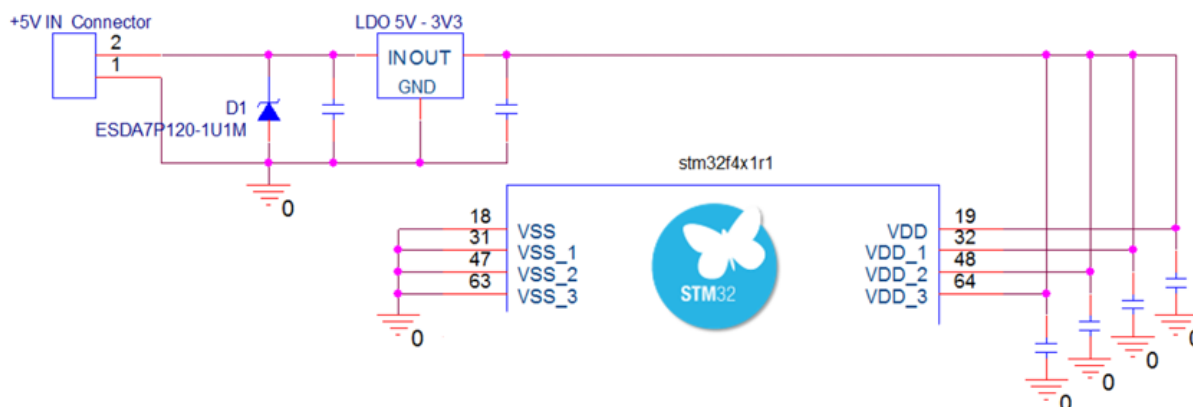 +5V IN Connector
2
1
LDO 5V - 3V3
IN OUT
GND
D1
ESDA7P120-1U1M
0
stm32f4x1r1
18 VSS
31 VSS_1
47 VSS_2
63 VSS_3
0
STM32
VDD 19
VDD_1 32
VDD_2 48
VDD_3 64
0
0
0
0